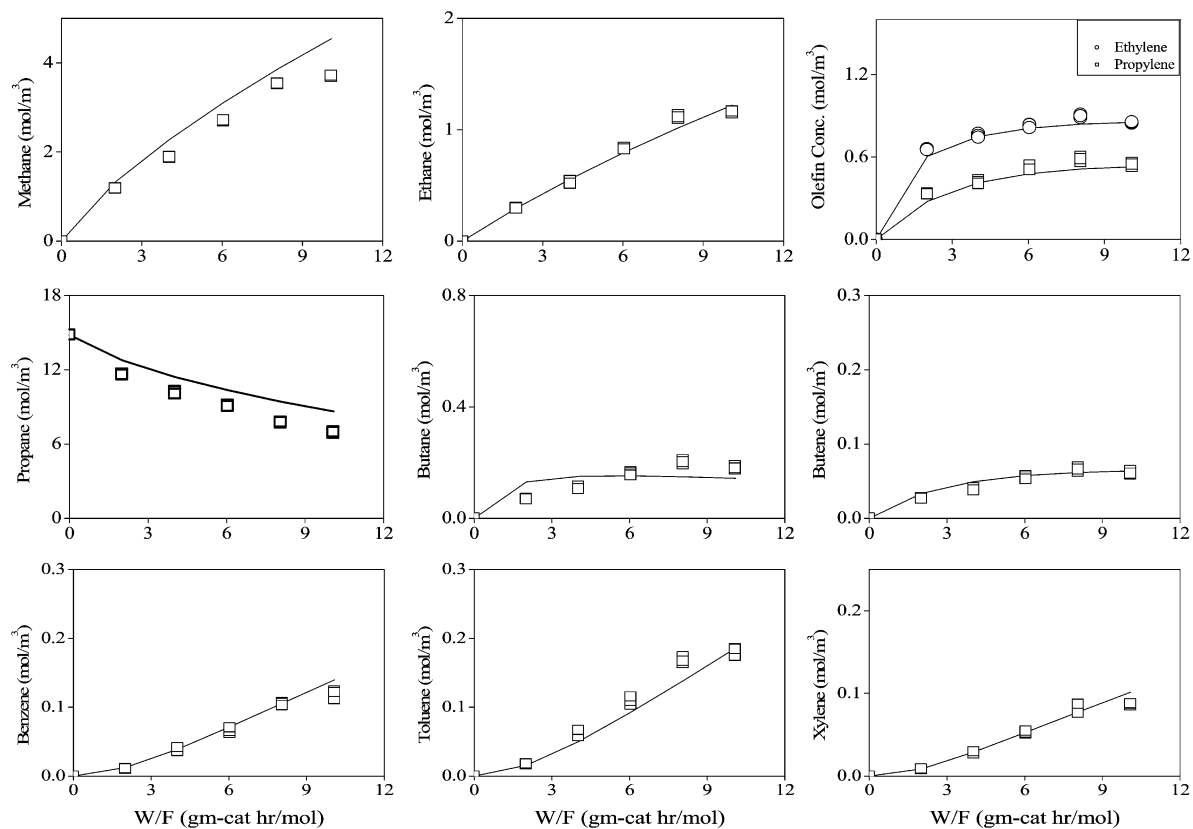 Methane (mol/m³)
4
2
0
0 3 6 9 12
Ethane (mol/m³)
2
1
0
0 3 6 9 12
Olefin Conc. (mol/m³)
Ethylene
Propylene
1.2
0.6
0.0
0 3 6 9 12
Propane (mol/m³)
18
12
6
0
0 3 6 9 12
Butane (mol/m³)
0.8
0.4
0.0
0 3 6 9 12
Butene (mol/m³)
0.3
0.2
0.1
0.0
0 3 6 9 12
Benzene (mol/m³)
0.3
0.2
0.1
0.0
0 3 6 9 12
W/F (gm-cat hr/mol)
Toluene (mol/m³)
0.3
0.2
0.1
0.0
0 3 6 9 12
W/F (gm-cat hr/mol)
Xylene (mol/m³)
0.2
0.1
0.0
0 3 6 9 12
W/F (gm-cat hr/mol)